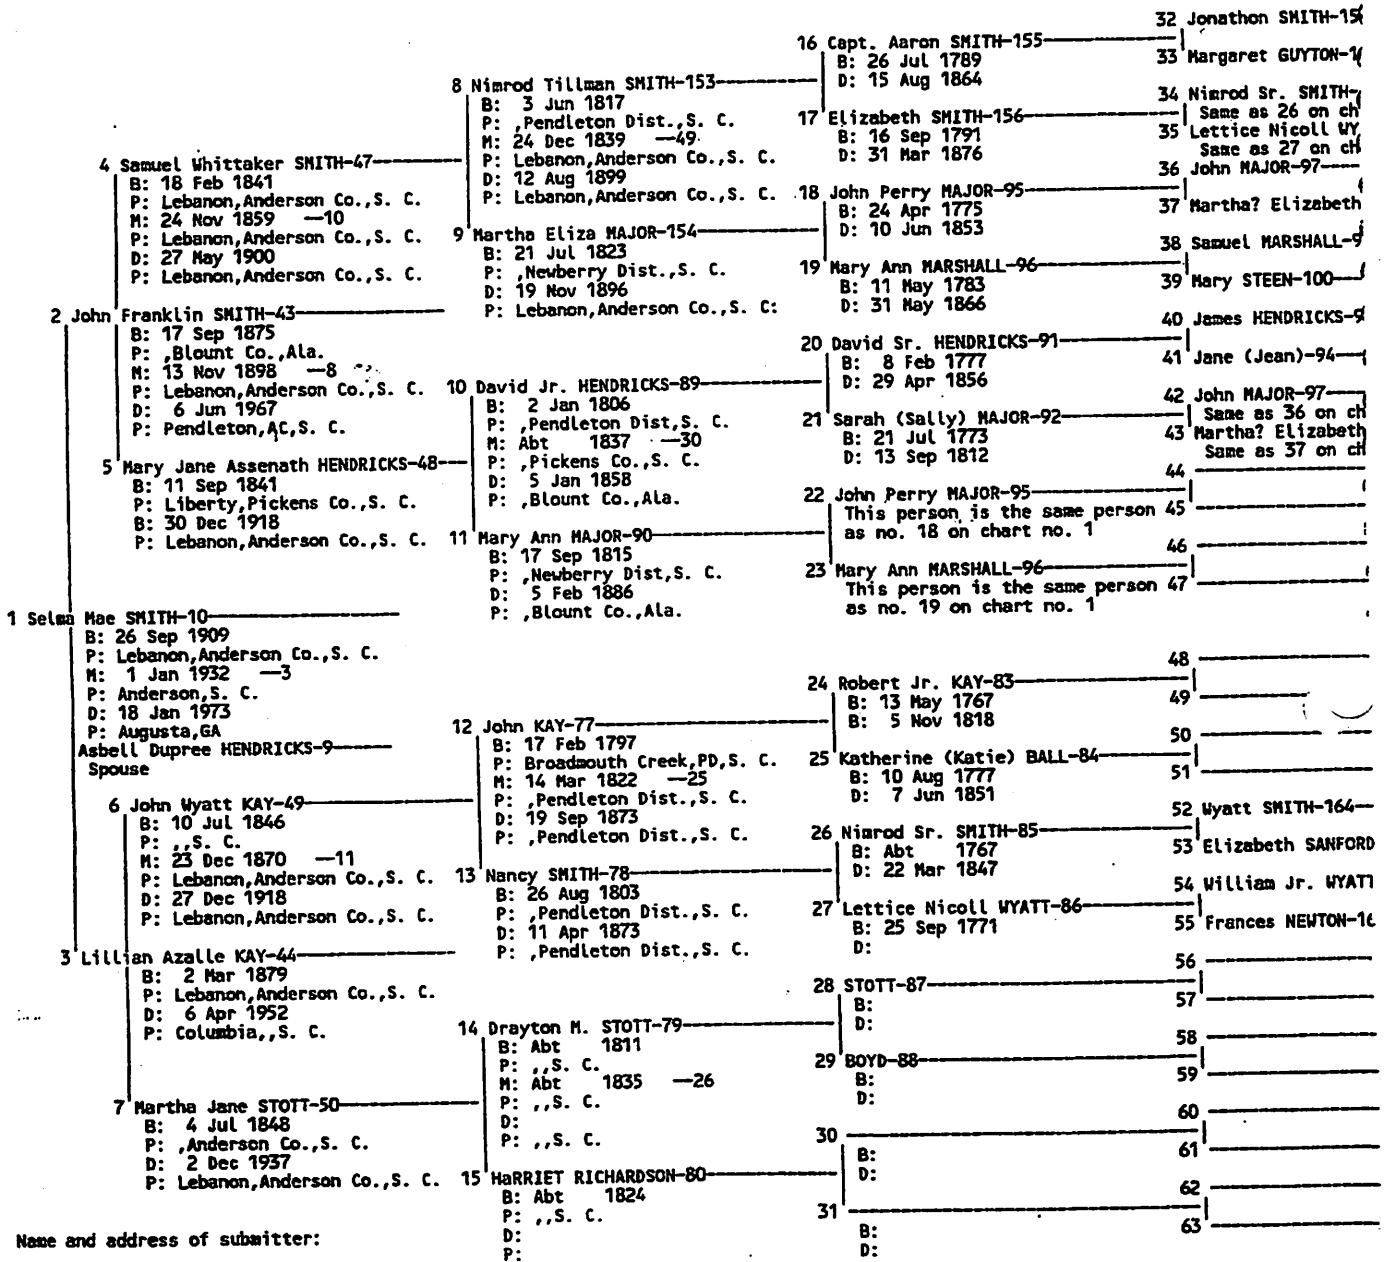 32 Jonathon SMITH-15
16 Capt. Aaron SMITH-155
B: 26 Jul 1789
D: 15 Aug 1864
33 Margaret GUYTON-1
8 Nimrod Tillman SMITH-153
B: 3 Jun 1817
P: ,Pendleton Dist.,S. C.
M: 24 Dec 1839 —49
P: Lebanon,Anderson Co.,S. C.
D: 12 Aug 1899
P: Lebanon,Anderson Co.,S. C.
34 Nimrod Sr. SMITH-
Same as 26 on ch
17 Elizabeth SMITH-156
B: 16 Sep 1791
D: 31 Mar 1876
35 Lettice Nicoll WY
Same as 27 on ch
4 Samuel Whittaker SMITH-47
B: 18 Feb 1841
P: Lebanon,Anderson Co.,S. C.
M: 24 Nov 1859 —10
P: Lebanon,Anderson Co.,S. C.
D: 27 May 1900
P: Lebanon,Anderson Co.,S. C.
36 John MAJOR-97
18 John Perry MAJOR-95
B: 24 Apr 1775
D: 10 Jun 1853
37 Martha? Elizabeth
9 Martha Eliza MAJOR-154
B: 21 Jul 1823
P: ,Newberry Dist.,S. C.
D: 19 Nov 1896
P: Lebanon,Anderson Co.,S. C:
38 Samuel MARSHALL-9
19 Mary Ann MARSHALL-96
B: 11 May 1783
D: 31 May 1866
39 Mary STEEN-100
2 John Franklin SMITH-43
B: 17 Sep 1875
P: ,Blount Co.,Ala.
M: 13 Nov 1898 —8
P: Lebanon,Anderson Co.,S. C.
D: 6 Jun 1967
P: Pendleton,AC,S. C.
40 James HENDRICKS-9
20 David Sr. HENDRICKS-91
B: 8 Feb 1777
D: 29 Apr 1856
41 Jane (Jean)-94
10 David Jr. HENDRICKS-89
B: 2 Jan 1806
P: ,Pendleton Dist,S. C.
M: Abt 1837 —30
P: ,Pickens Co.,S. C.
D: 5 Jan 1858
P: ,Blount Co.,Ala.
42 John MAJOR-97
Same as 36 on ch
21 Sarah (Sally) MAJOR-92
B: 21 Jul 1773
D: 13 Sep 1812
43 Martha? Elizabeth
Same as 37 on ch
5 Mary Jane Assenath HENDRICKS-48
B: 11 Sep 1841
P: Liberty,Pickens Co.,S. C.
B: 30 Dec 1918
P: Lebanon,Anderson Co.,S. C.
44
22 John Perry MAJOR-95
This person is the same person
as no. 18 on chart no. 1
45
11 Mary Ann MAJOR-90
B: 17 Sep 1815
P: ,Newberry Dist,S. C.
D: 5 Feb 1886
P: ,Blount Co.,Ala.
46
23 Mary Ann MARSHALL-96
This person is the same person
as no. 19 on chart no. 1
47
1 Selma Mae SMITH-10
B: 26 Sep 1909
P: Lebanon,Anderson Co.,S. C.
M: 1 Jan 1932 —3
P: Anderson,S. C.
D: 18 Jan 1973
P: Augusta,GA
Asbell Dupree HENDRICKS-9
Spouse
48
24 Robert Jr. KAY-83
B: 13 May 1767
B: 5 Nov 1818
49
12 John KAY-77
B: 17 Feb 1797
P: Broadmouth Creek,PD,S. C.
M: 14 Mar 1822 —25
P: ,Pendleton Dist.,S. C.
D: 19 Sep 1873
P: ,Pendleton Dist.,S. C.
50
25 Katherine (Katie) BALL-84
B: 10 Aug 1777
D: 7 Jun 1851
51
6 John Wyatt KAY-49
B: 10 Jul 1846
P: ,,S. C.
M: 23 Dec 1870 —11
P: Lebanon,Anderson Co.,S. C.
D: 27 Dec 1918
P: Lebanon,Anderson Co.,S. C.
52 Wyatt SMITH-164
26 Nimrod Sr. SMITH-85
B: Abt 1767
D: 22 Mar 1847
53 Elizabeth SANFORD
13 Nancy SMITH-78
B: 26 Aug 1803
P: ,Pendleton Dist.,S. C.
D: 11 Apr 1873
P: ,Pendleton Dist.,S. C.
54 William Jr. WYATT
27 Lettice Nicoll WYATT-86
B: 25 Sep 1771
D:
55 Frances NEWTON-16
3 Lillian Azalle KAY-44
B: 2 Mar 1879
P: Lebanon,Anderson Co.,S. C.
D: 6 Apr 1952
P: Columbia,,S. C.
56
28 STOTT-87
B:
D:
57
14 Drayton M. STOTT-79
B: Abt 1811
P: ,,S. C.
M: Abt 1835 —26
P: ,,S. C.
D:
P: ,,S. C.
58
29 BOYD-88
B:
D:
59
7 Martha Jane STOTT-50
B: 4 Jul 1848
P: ,Anderson Co.,S. C.
D: 2 Dec 1937
P: Lebanon,Anderson Co.,S. C.
60
30
B:
D:
61
15 HaRRIET RICHARDSON-80
B: Abt 1824
P: ,,S. C.
D:
P:
62
31
B:
D:
63
Name and address of submitter: